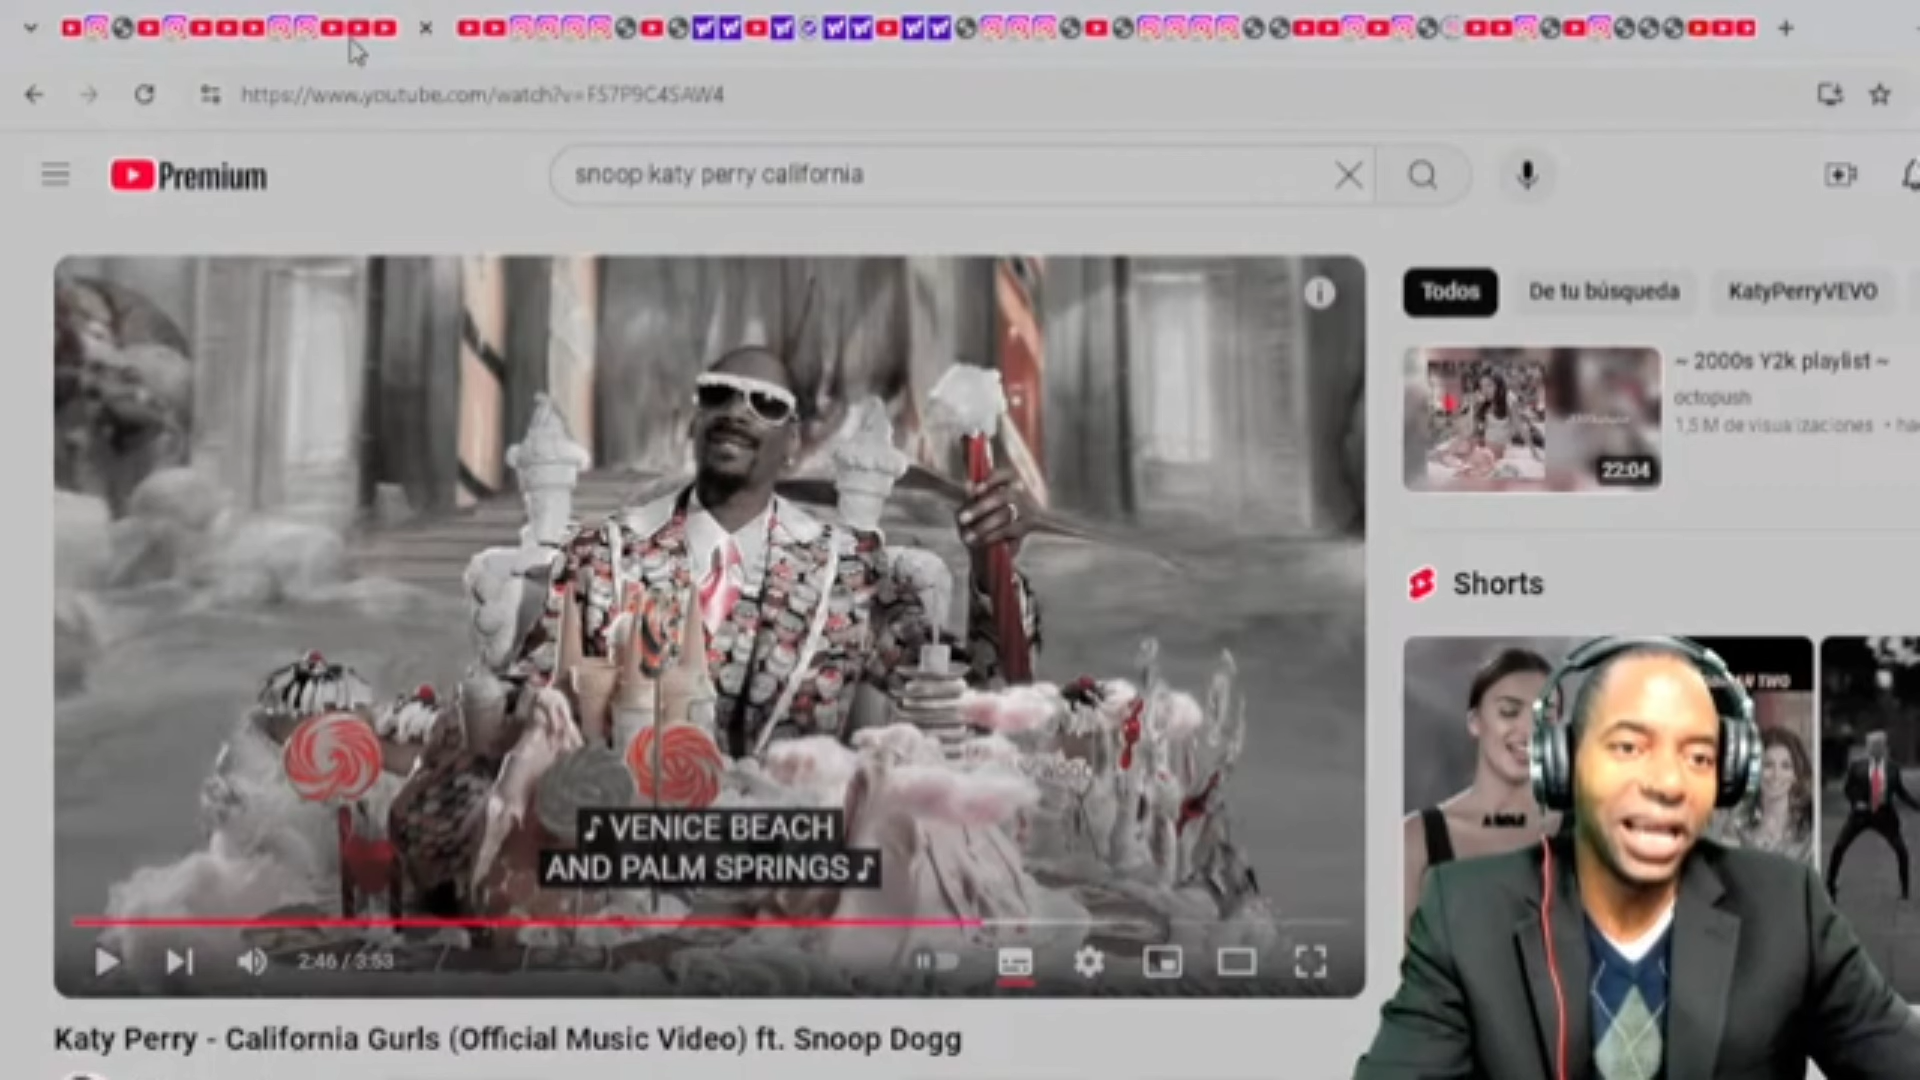 https://www.youtube.com/watch?v=FS7P9C4SAW4
Premium
snoop katy perry california
Todos
De tu búsqueda
KatyPerryVEVO
~ 2000s Y2k playlist ~
octopush
1,5 M de visualizaciones
22:04
Shorts
TWO
♪ VENICE BEACH
AND PALM SPRINGS ♪
2:46 / 3:53
Katy Perry - California Gurls (Official Music Video) ft. Snoop Dogg